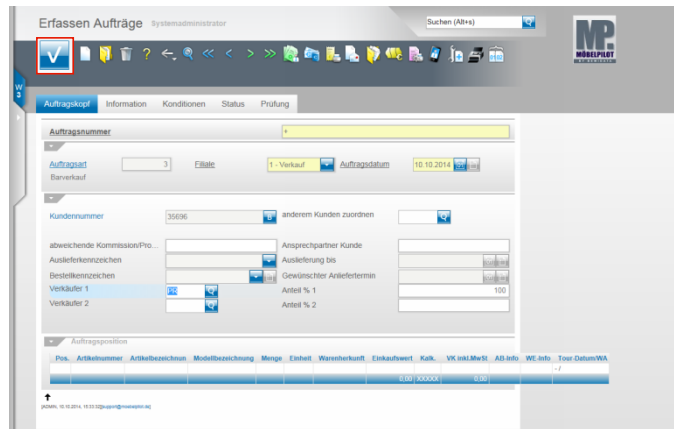 Erfassen Aufträge Systemadministrator Suchen (Alt+s)
MP.
MÖBELPILOT
W
3
Auftragskopf Information Konditionen Status Prüfung
Auftragsnummer +
Auftragsart 3 Filiale 1 - Verkauf Auftragsdatum 10.10.2014
Barverkauf
Kundennummer 35696 anderem Kunden zuordnen
abweichende Kommission/Pro... Ansprechpartner Kunde
Auslieferkennzeichen Auslieferung bis
Bestellkennzeichen Gewünschter Anliefertermin
Verkäufer 1 Anteil % 1 100
Verkäufer 2 Anteil % 2
Auftragsposition
Pos. Artikelnummer Artikelbezeichnun Modellbezeichnung Menge Einheit Warenherkunft Einkaufswert Kalk. VK inkl.MwSt AB-Info WE-Info Tour-Datum/WA
- /
0,00 XXXXX 0,00